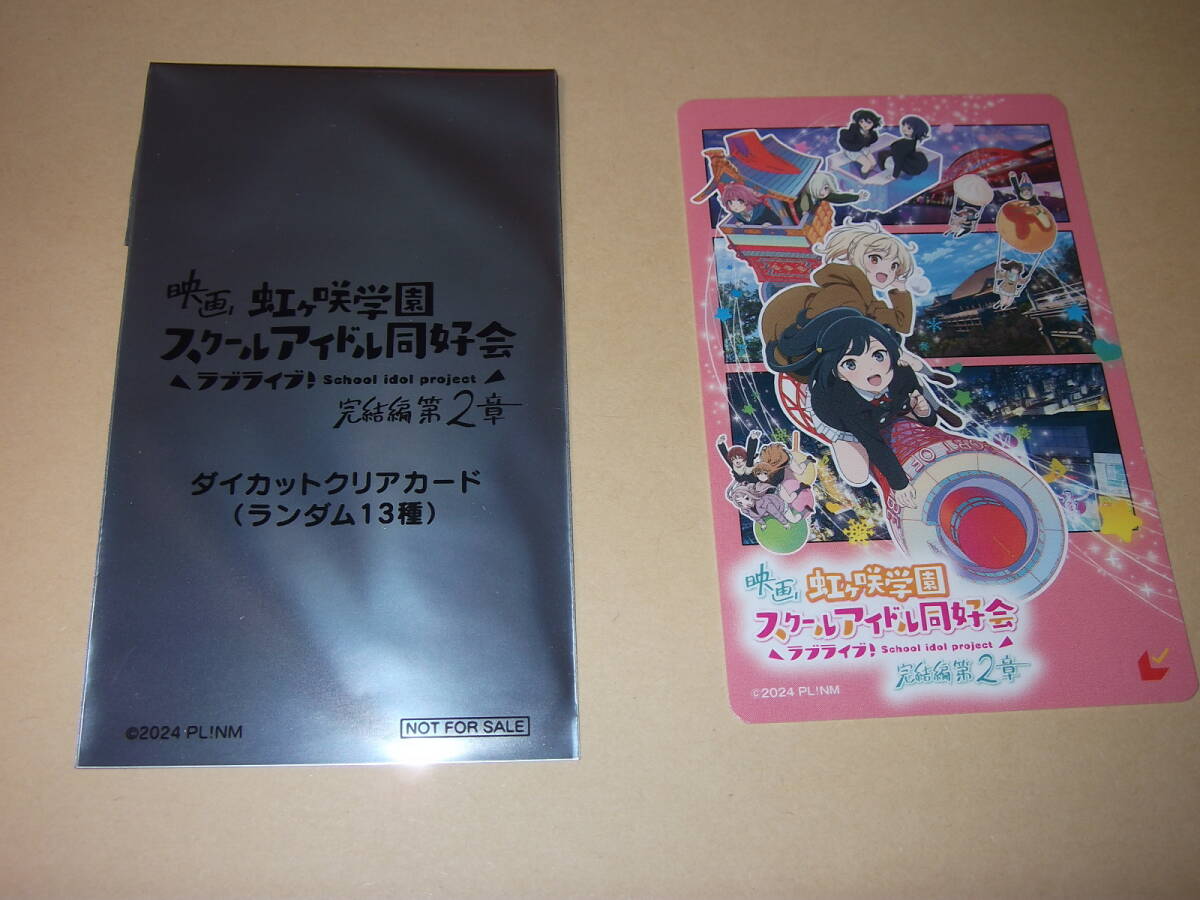 映画 虹ヶ咲学園
スクールアイドル同好会
ラブライブ! School idol project
完結編 第2章
ダイカットクリアカード
(ランダム13種)
©2024 PL!NM
NOT FOR SALE
映画 虹ヶ咲学園
スクールアイドル同好会
ラブライブ! School idol project
完結編 第2章
©2024 PL!NM